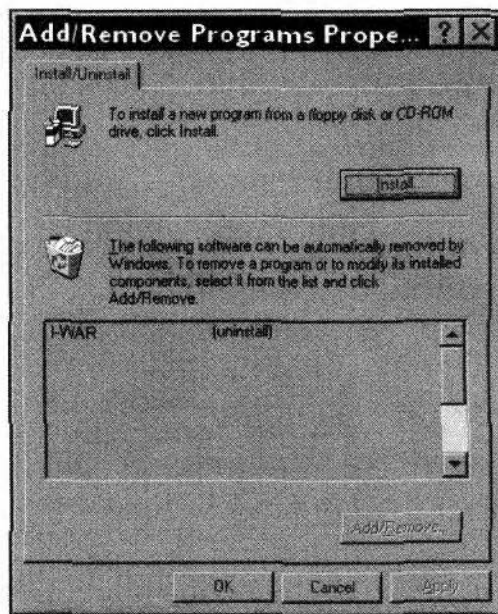 Add/Remove Programs Prope...
Install/Uninstall
To install a new program from a floppy disk or CD-ROM
drive, click Install.
Install...
The following software can be automatically removed by
Windows. To remove a program or to modify its installed
components, select it from the list and click
Add/Remove.
I-WAR (uninstall)
Add/Remove...
OK Cancel Apply